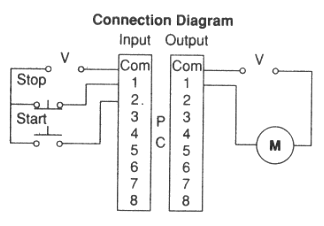 Connection Diagram
Input Output
V V
Com Com
Stop 1 1
2. 2
Start 3 3
P
4 4
C
M
5 5
6 6
7 7
8 8